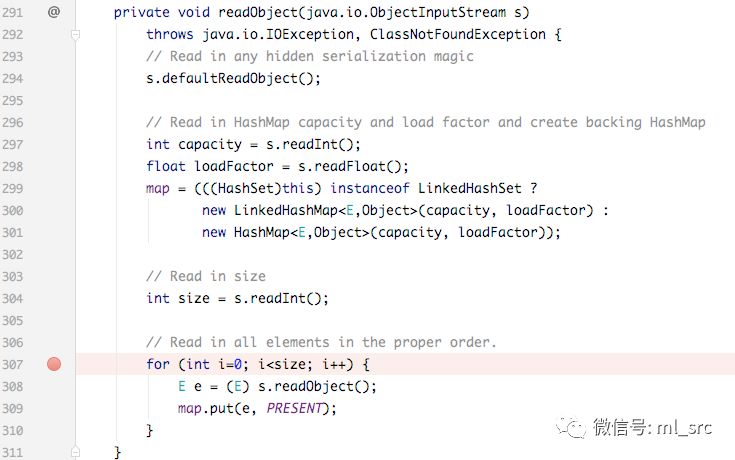 291 @ private void readObject(java.io.ObjectInputStream s)
292 throws java.io.IOException, ClassNotFoundException {
293 // Read in any hidden serialization magic
294 s.defaultReadObject();
295
296 // Read in HashMap capacity and load factor and create backing HashMap
297 int capacity = s.readInt();
298 float loadFactor = s.readFloat();
299 map = (((HashSet)this) instanceof LinkedHashSet ?
300 new LinkedHashMap<E,Object>(capacity, loadFactor) :
301 new HashMap<E,Object>(capacity, loadFactor));
302
303 // Read in size
304 int size = s.readInt();
305
306 // Read in all elements in the proper order.
307 for (int i=0; i<size; i++) {
308 E e = (E) s.readObject();
309 map.put(e, PRESENT);
310 }
微信号: ml_src
311 }